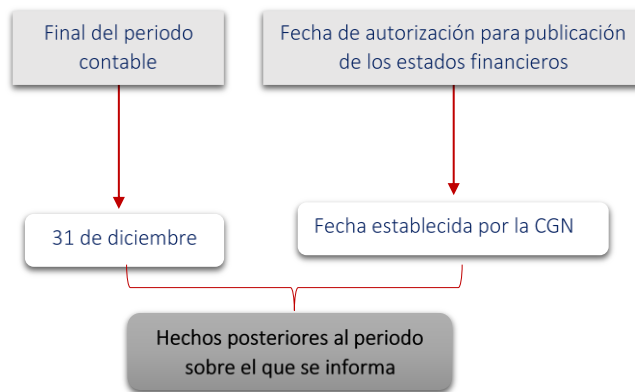 Final del periodo
contable
Fecha de autorización para publicación
de los estados financieros
31 de diciembre
Fecha establecida por la CGN
Hechos posteriores al periodo
sobre el que se informa